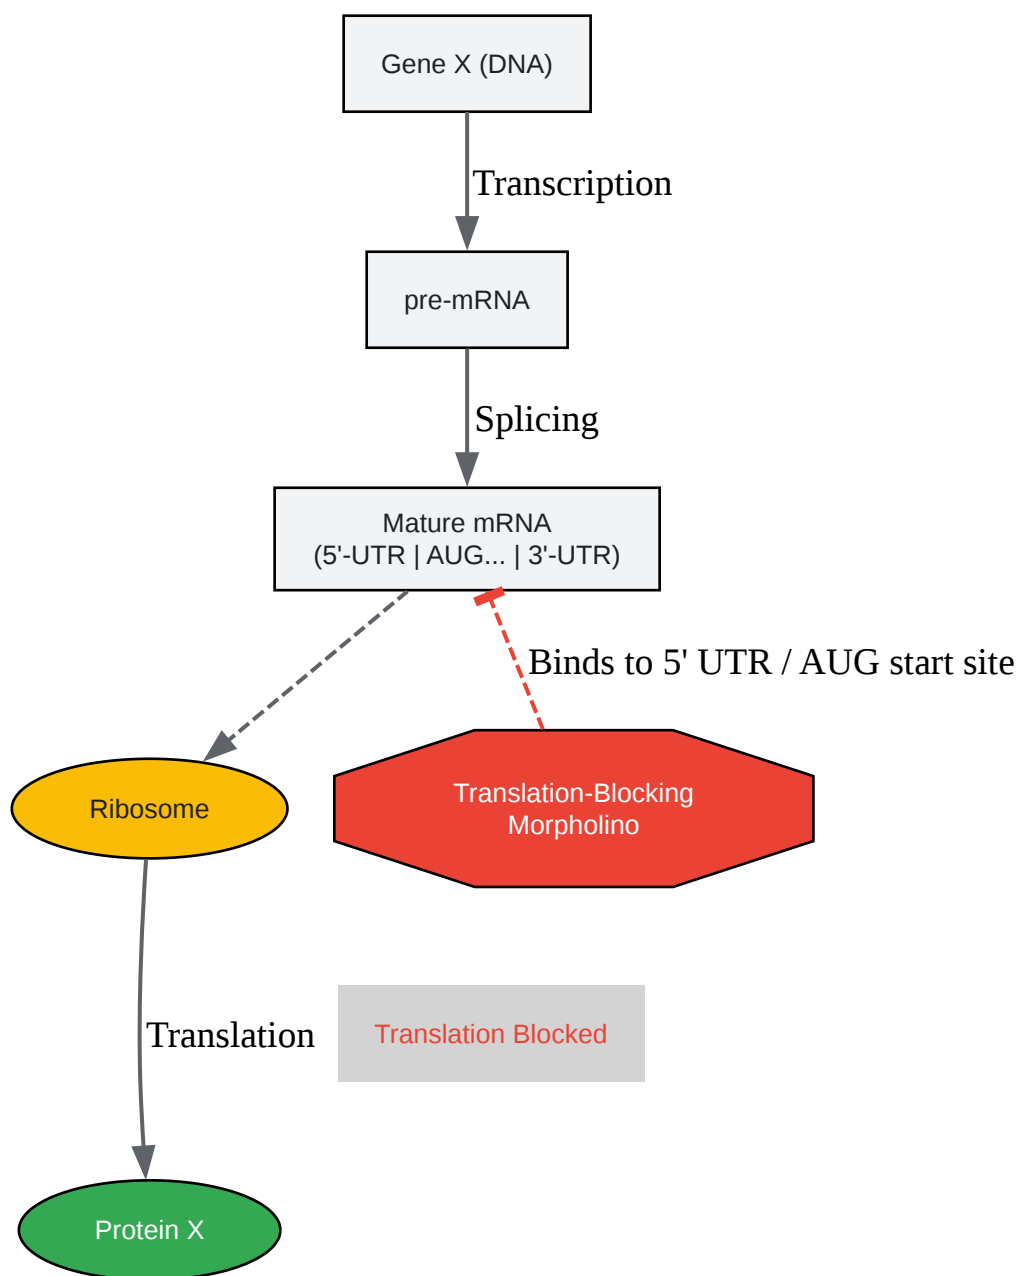 Gene X (DNA)
Transcription
pre-mRNA
Splicing
Mature mRNA
(5'-UTR | AUG... | 3'-UTR)
Binds to 5' UTR / AUG start site
Translation-Blocking
Morpholino
Ribosome
Translation
Translation Blocked
Protein X